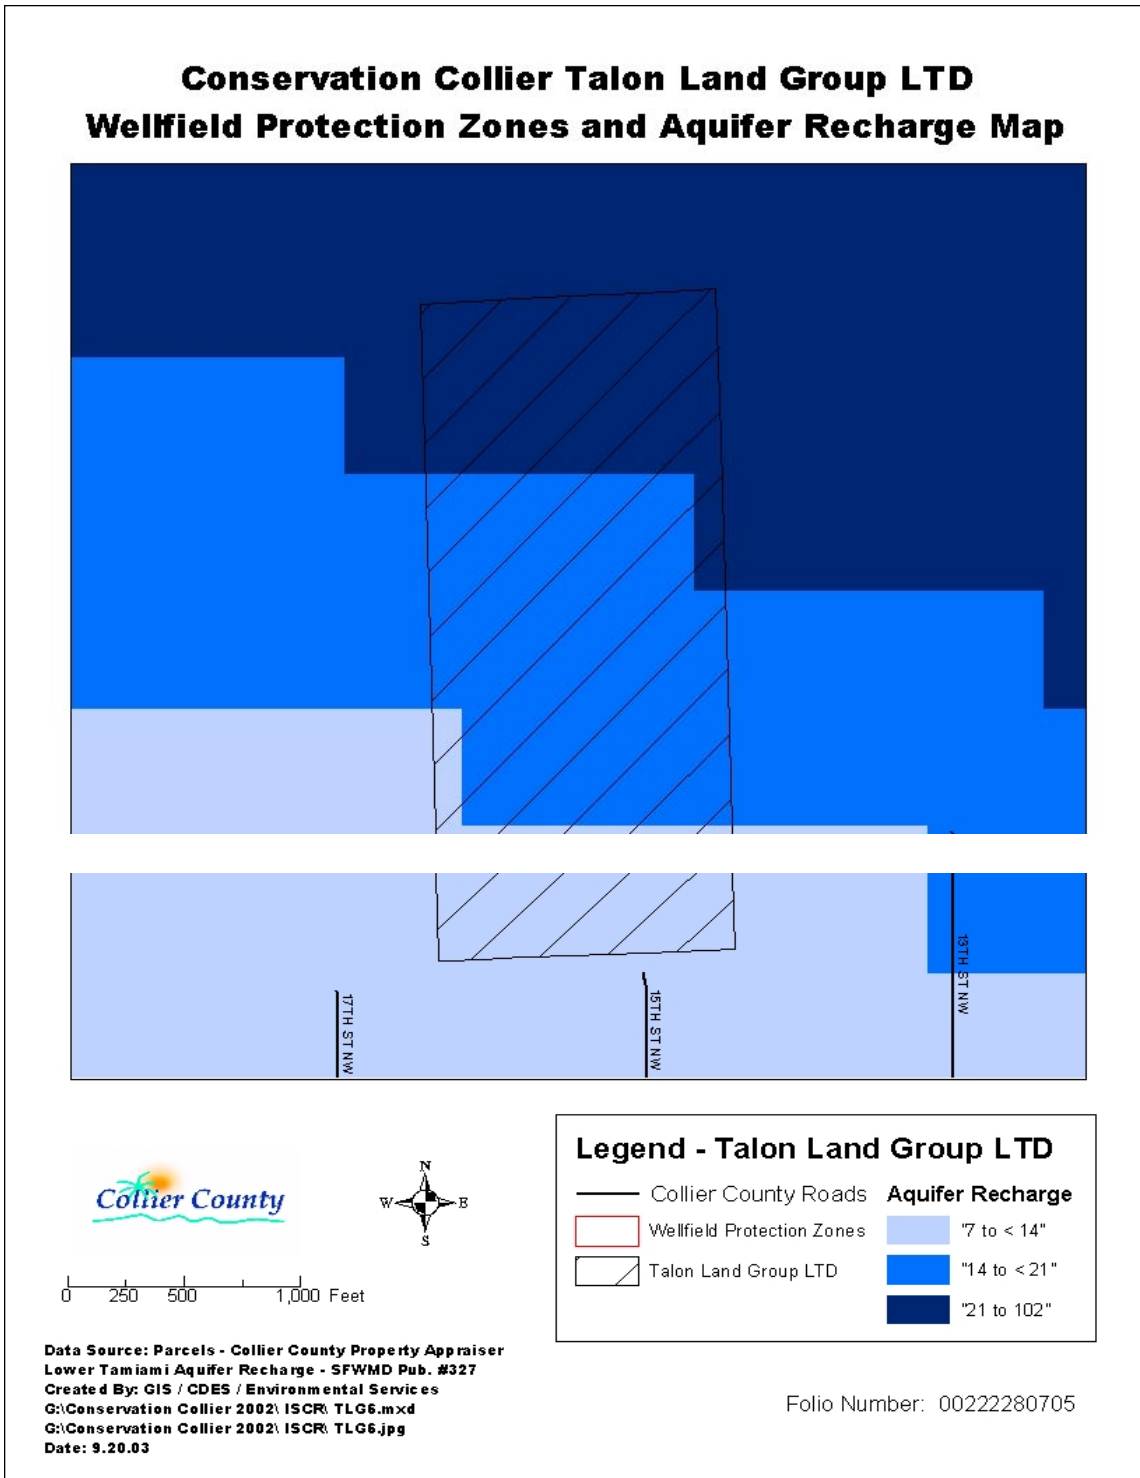 Conservation Collier Talon Land Group LTD
Wellfield Protection Zones and Aquifer Recharge Map
13TH ST NW
17TH ST NW
15TH ST NW
Collier County
N
W E
S
0 250 500 1,000 Feet
Legend - Talon Land Group LTD
Collier County Roads Aquifer Recharge
Wellfield Protection Zones "7 to < 14"
Talon Land Group LTD "14 to < 21"
"21 to 102"
Data Source: Parcels - Collier County Property Appraiser
Lower Tamiami Aquifer Recharge - SFWMD Pub. #327
Created By: GIS / CDES / Environmental Services
G:\Conservation Collier 2002\ ISCR\ TLG6.mxd
G:\Conservation Collier 2002\ ISCR\ TLG6.jpg
Date: 9.20.03
Folio Number: 00222280705